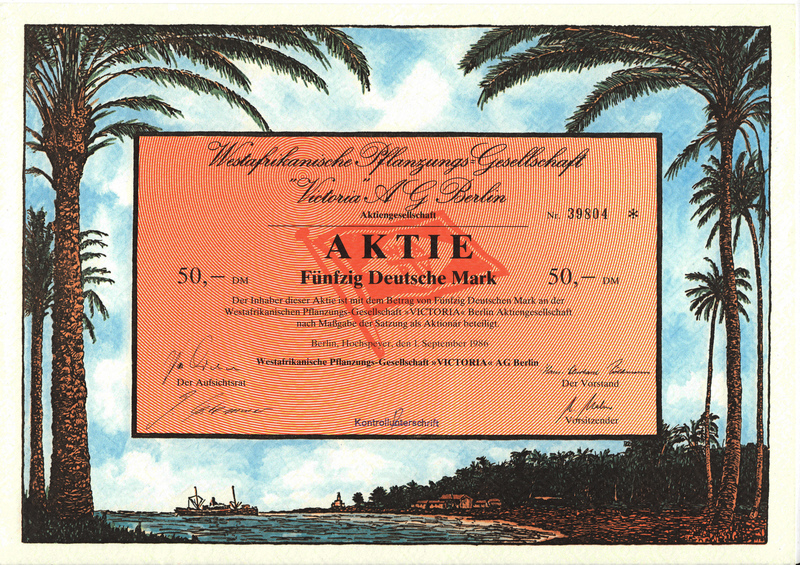 Westafrikanische Pflanzungs-Gesellschaft
"Victoria" A G Berlin
Aktiengesellschaft
Nr. 39804 *
AKTIE
50,— DM Fünfzig Deutsche Mark 50,— DM
Der Inhaber dieser Aktie ist mit dem Betrag von Fünfzig Deutschen Mark an der
Westafrikanischen Pflanzungs-Gesellschaft »VICTORIA« Berlin Aktiengesellschaft
nach Maßgabe der Satzung als Aktionär beteiligt.
Berlin, Hochspeyer, den 1. September 1986
Westafrikanische Pflanzungs-Gesellschaft »VICTORIA« AG Berlin
Der Aufsichtsrat
Der Vorstand
Kontrollunterschrift
Vorsitzender